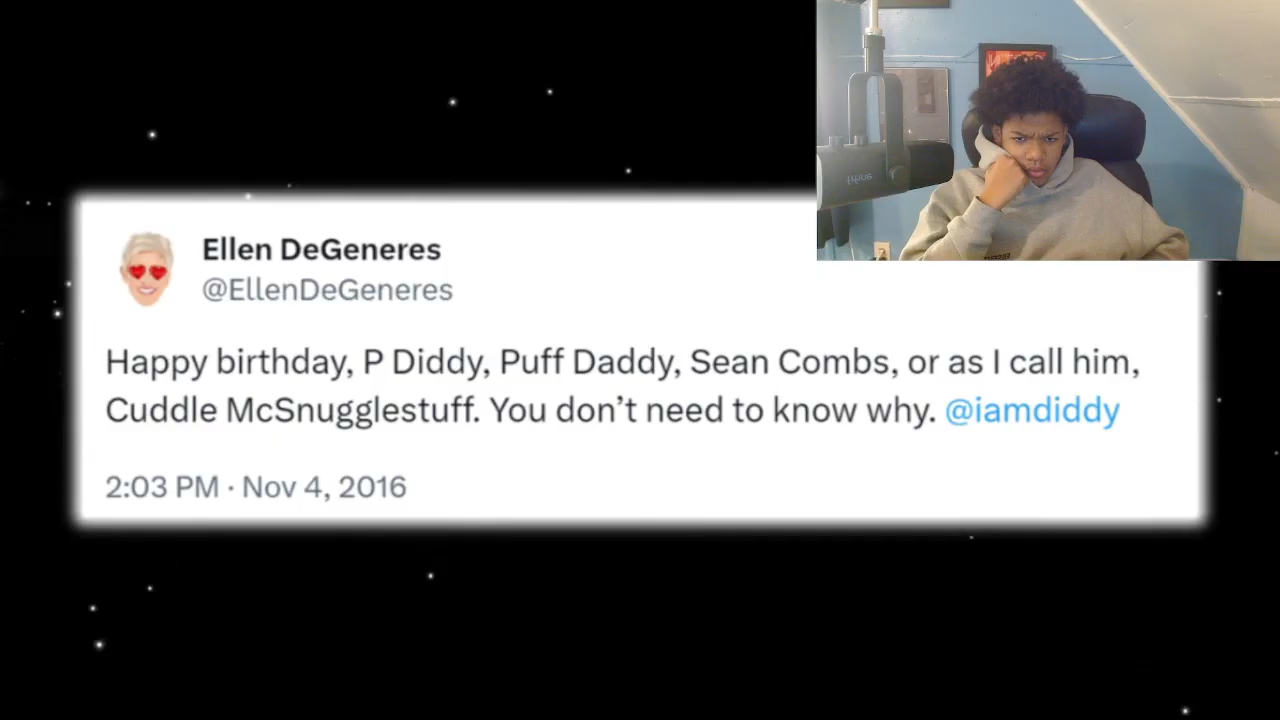 Ellen DeGeneres
@EllenDeGeneres
Happy birthday, P Diddy, Puff Daddy, Sean Combs, or as I call him,
Cuddle McSnugglestuff. You don’t need to know why. @iamdiddy
2:03 PM · Nov 4, 2016